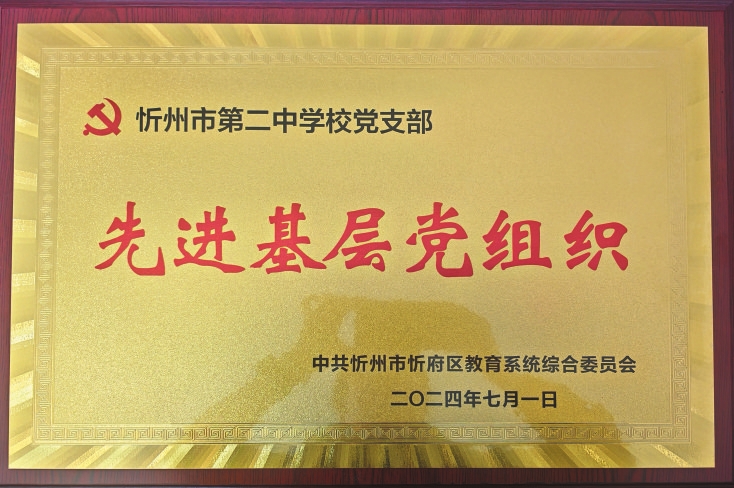 忻州市第二中学校党支部
先进基层党组织
中共忻州市忻府区教育系统综合委员会
二〇二四年七月一日